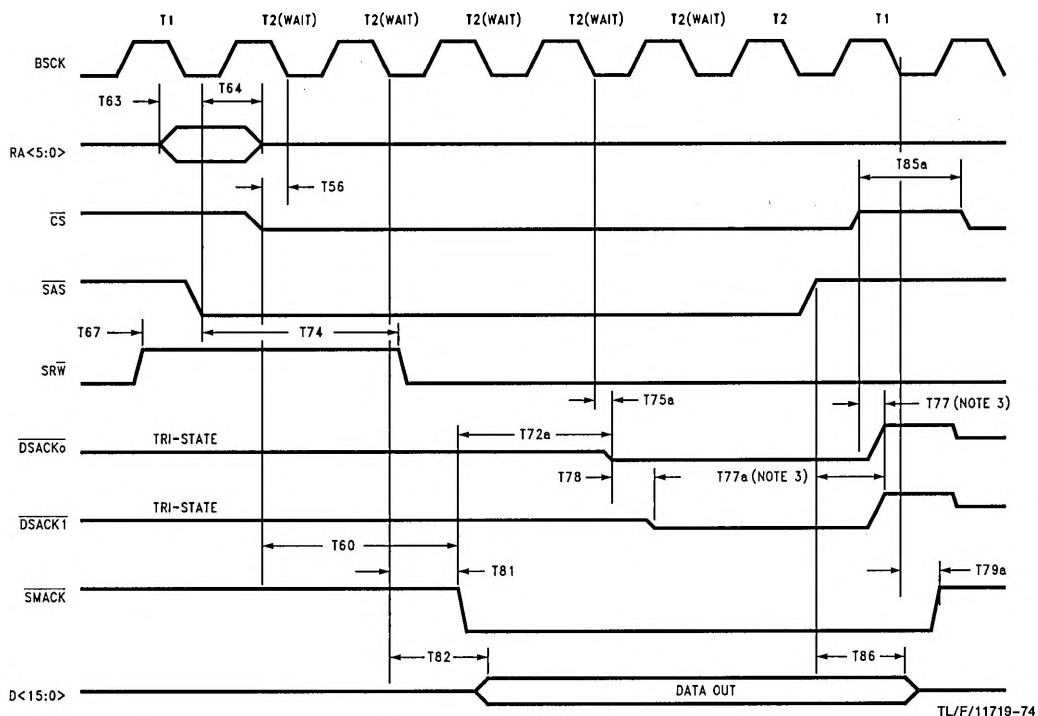 T1 T2(WAIT) T2(WAIT) T2(WAIT) T2(WAIT) T2(WAIT) T2 T1
BSCK
T63 T64
RA<5:0>
T56 T85a
CS
SAS
T67 T74
SRW
T75a T77 (NOTE 3)
TRI-STATE T72a
DSACKo
T78 T77a (NOTE 3)
TRI-STATE
DSACK1
T60
T81 T79a
SMACK
T82 T86
D<15:0> DATA OUT
TL/F/11719-74